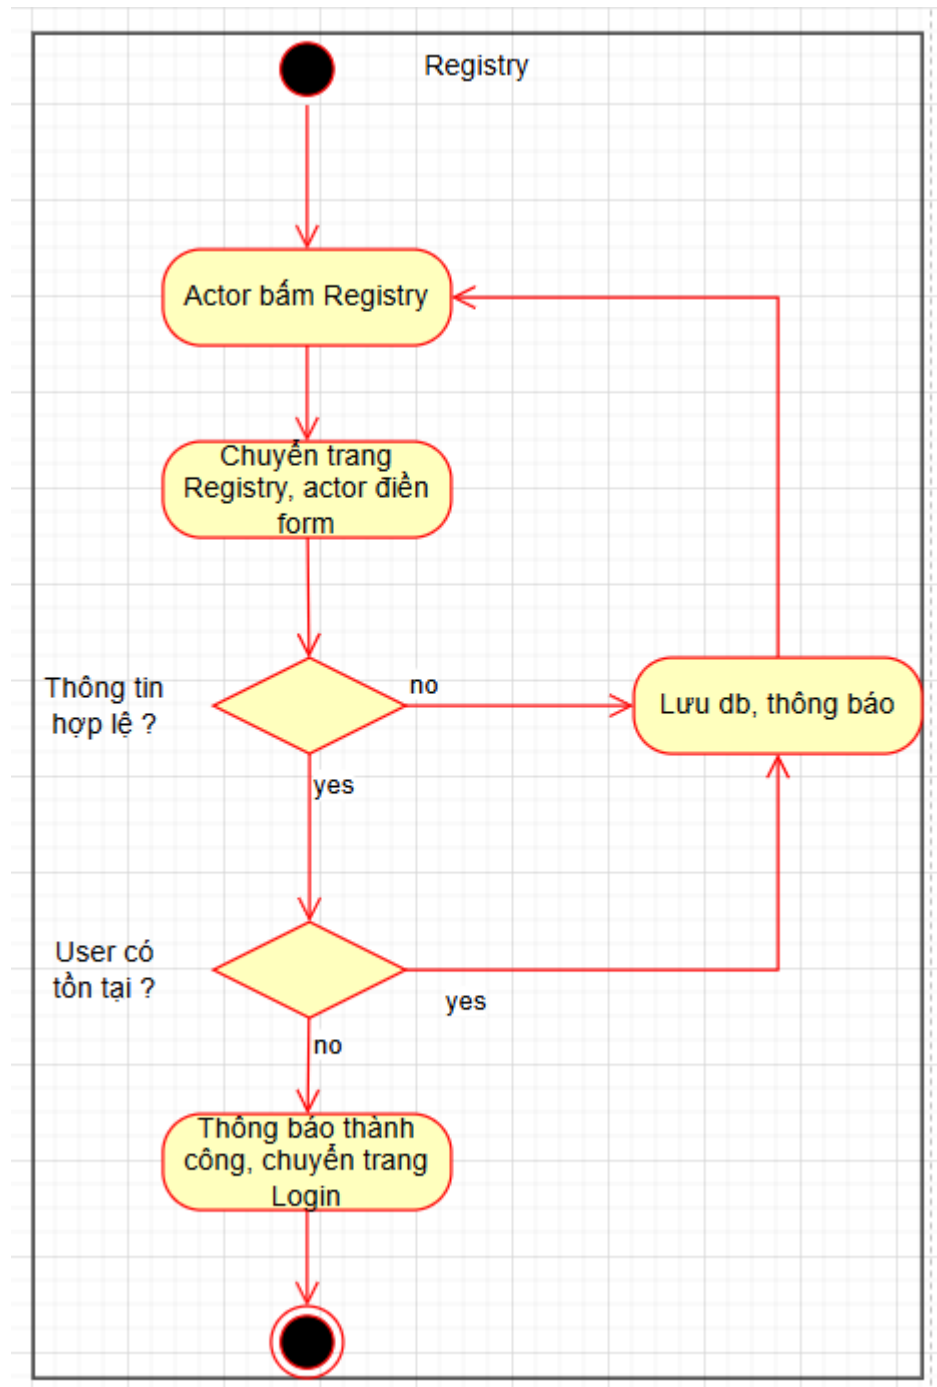 Registry
Actor bấm Registry
Chuyển trang
Registry, actor điền
form
Thông tin
hợp lệ ?
no
Lưu db, thông báo
yes
User có
tồn tại ?
yes
no
Thông báo thành
công, chuyển trang
Login